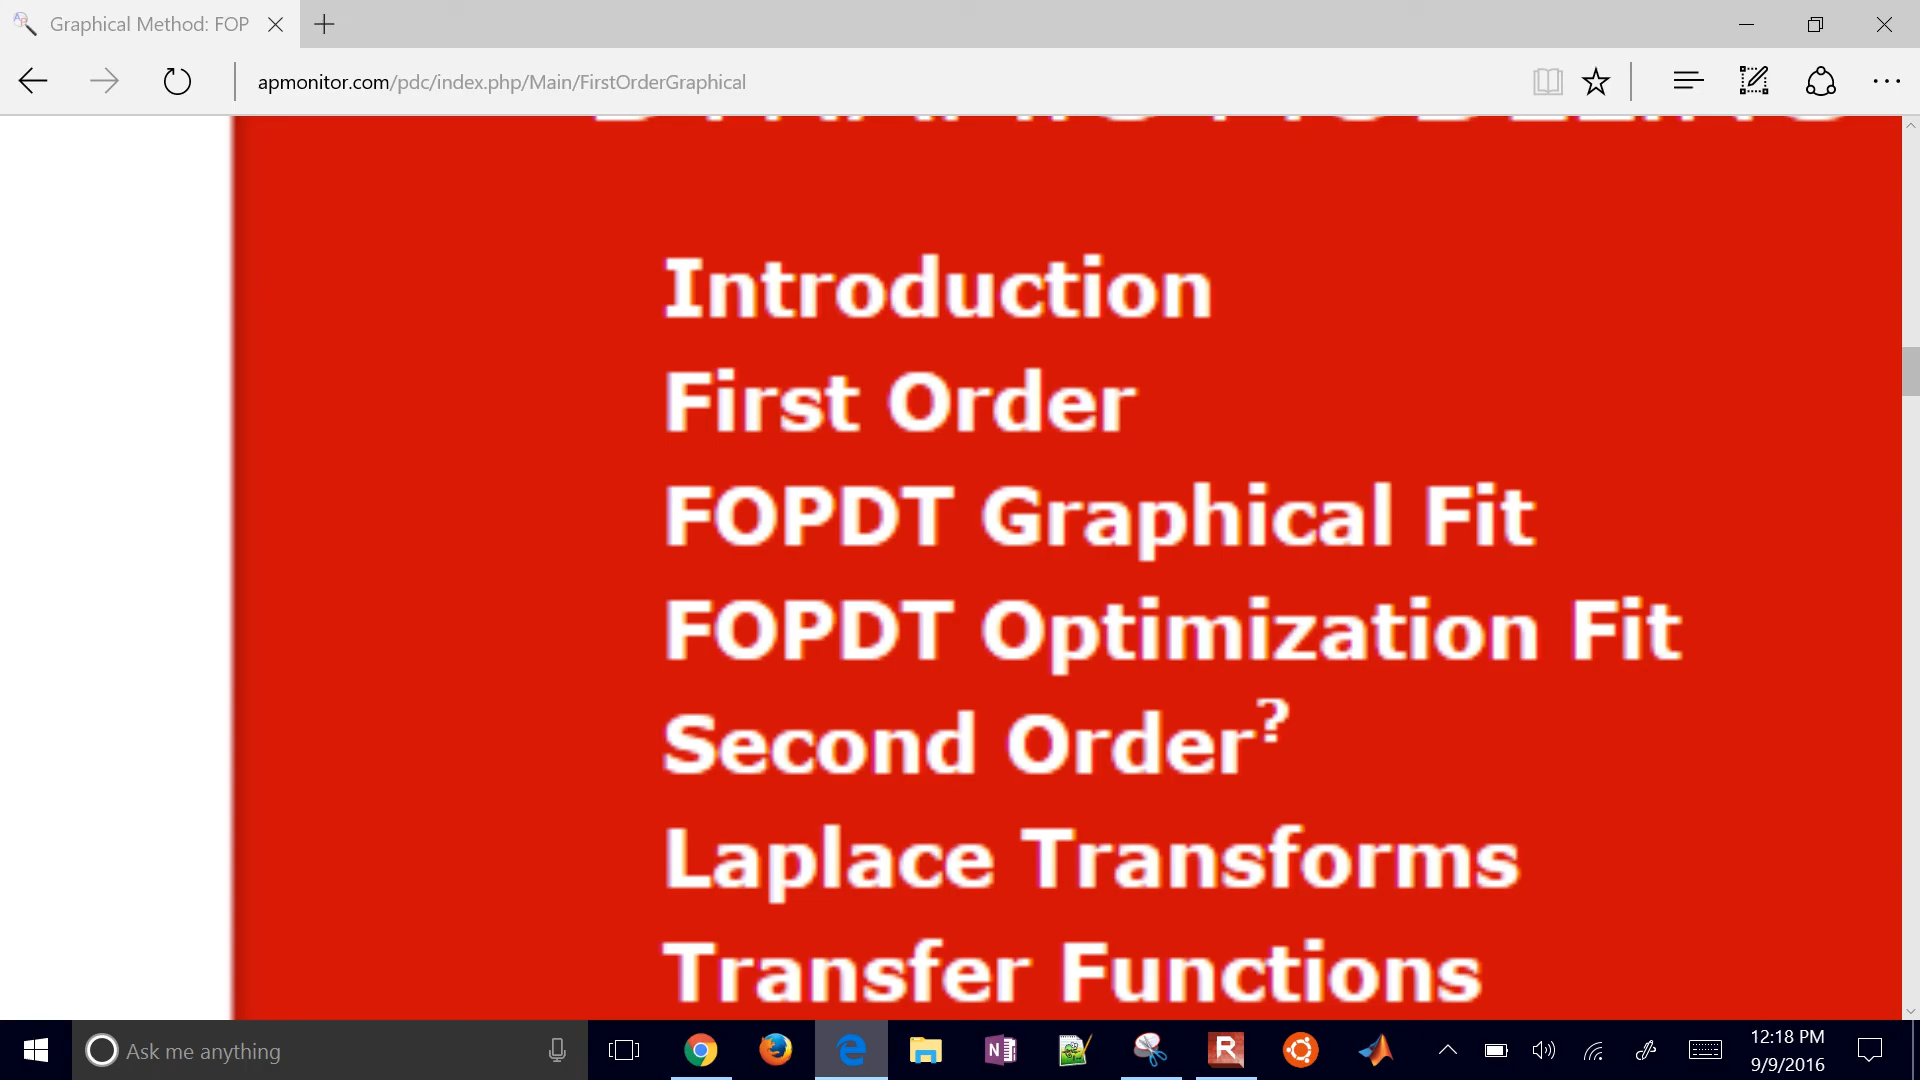 Graphical Method: FOP
apmonitor.com/pdc/index.php/Main/FirstOrderGraphical
Introduction
First Order
FOPDT Graphical Fit
FOPDT Optimization Fit
Second Order?
Laplace Transforms
Transfer Functions
Ask me anything
12:18 PM
9/9/2016